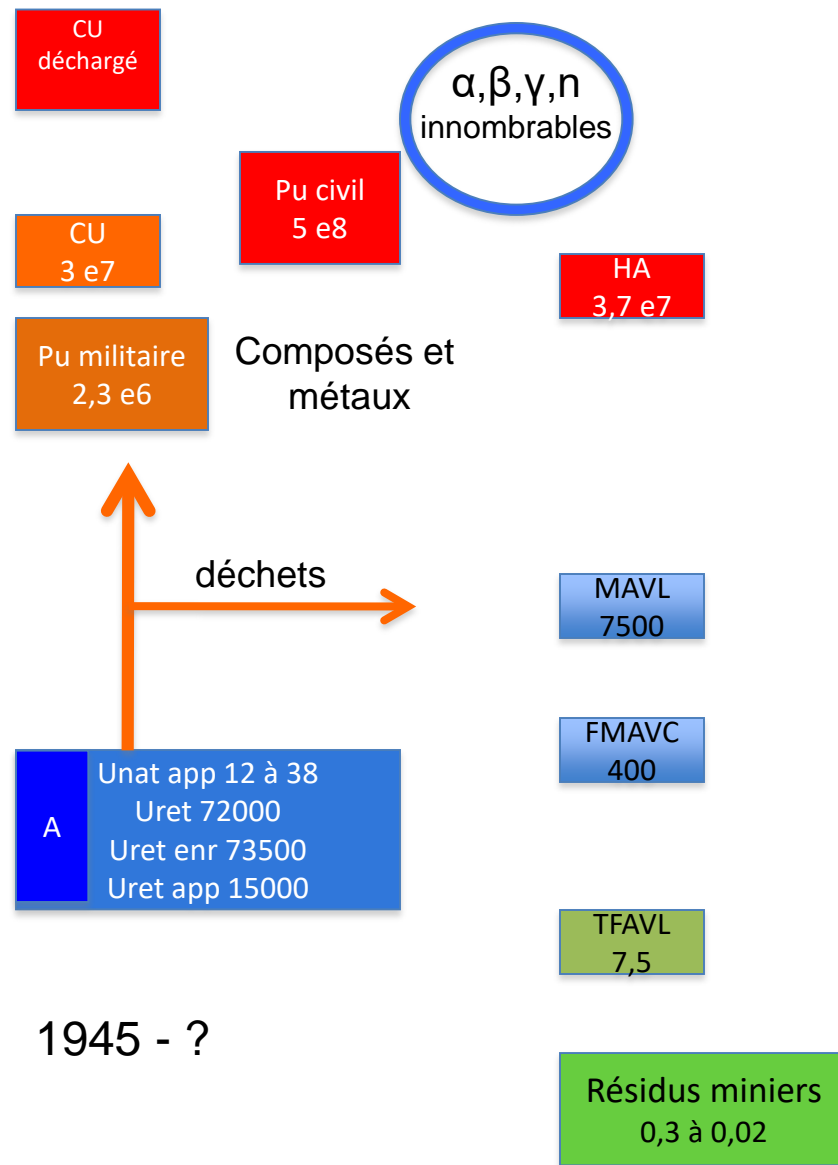 CU
déchargé
α,β,γ,n
innombrables
Pu civil
5 e8
CU
3 e7
HA
3,7 e7
Pu militaire
2,3 e6
Composés et
métaux
déchets
MAVL
7500
FMAVC
400
A
Unat app 12 à 38
Uret 72000
Uret enr 73500
Uret app 15000
TFAVL
7,5
1945 - ?
Résidus miniers
0,3 à 0,02